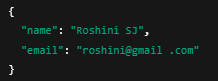 {
"name": "Roshini SJ",
"email": "roshini@gmail .com"
}